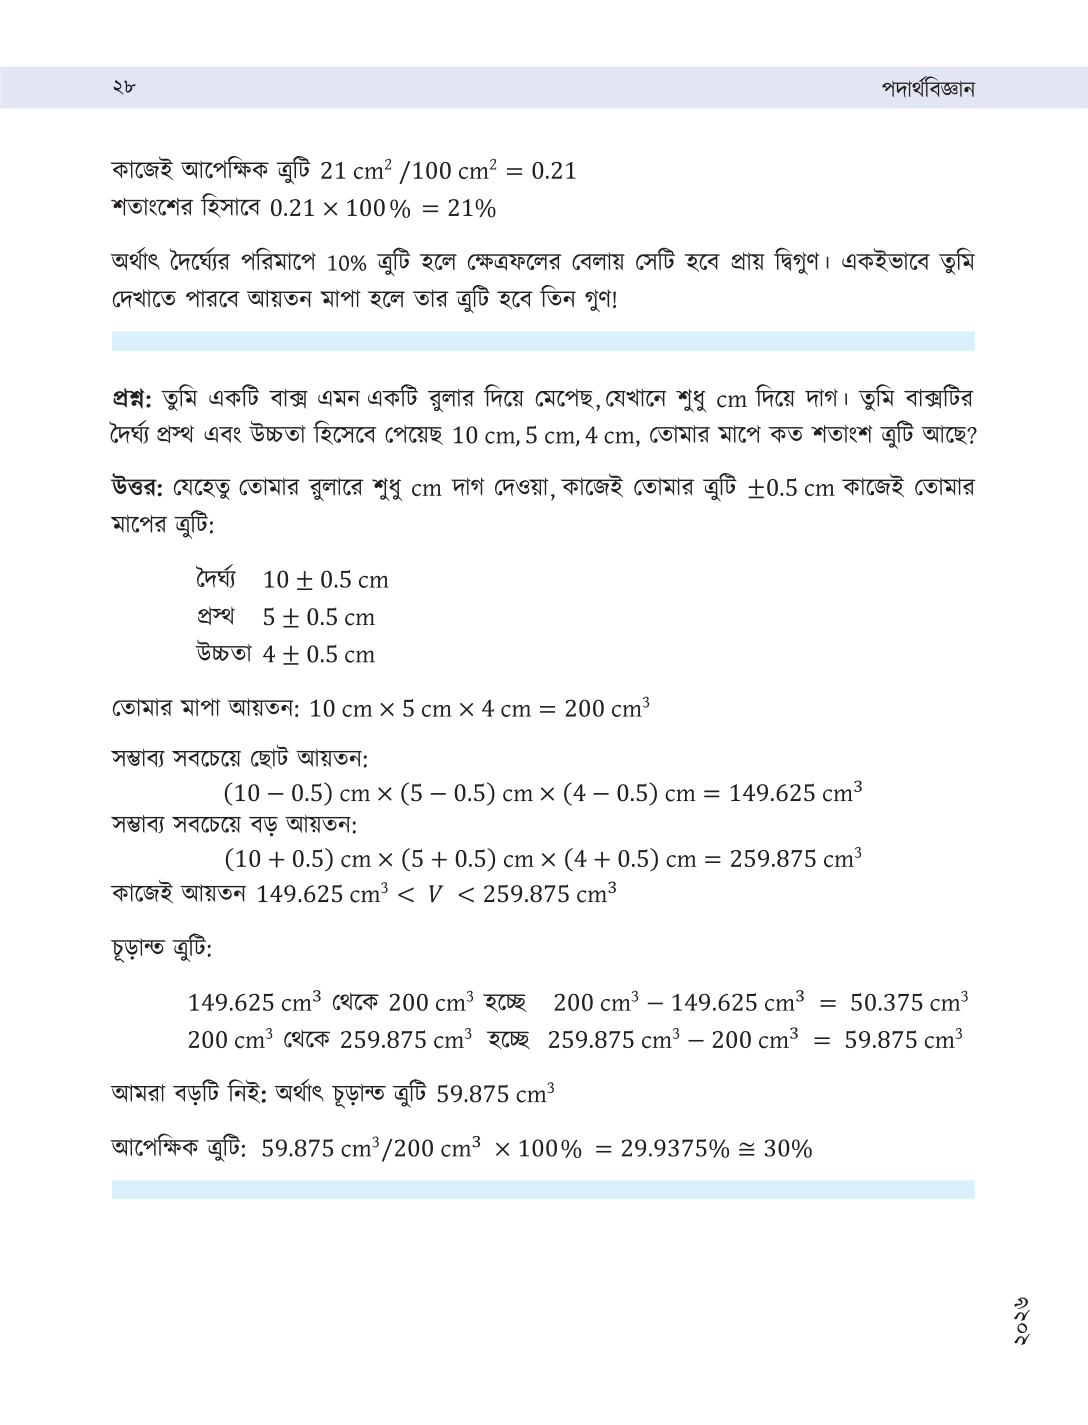 ২৮
পদার্থবিজ্ঞান
কাজেই আপেক্ষিক ত্রুটি 21 cm² /100 cm² = 0.21
শতাংশের হিসাবে 0.21 × 100% = 21%
অর্থাৎ দৈর্ঘ্যের পরিমাপে 10% ত্রুটি হলে ক্ষেত্রফলের বেলায় সেটি হবে প্রায় দ্বিগুণ। একইভাবে তুমি
দেখাতে পারবে আয়তন মাপা হলে তার ত্রুটি হবে তিন গুণ!
প্রশ্ন: তুমি একটি বাক্স এমন একটি রুলার দিয়ে মেপেছ, যেখানে শুধু cm দিয়ে দাগ। তুমি বাক্সটির
দৈর্ঘ্য প্রস্থ এবং উচ্চতা হিসেবে পেয়েছ 10 cm, 5 cm, 4 cm, তোমার মাপে কত শতাংশ ত্রুটি আছে?
উত্তর: যেহেতু তোমার রুলারে শুধু cm দাগ দেওয়া, কাজেই তোমার ত্রুটি ±0.5 cm কাজেই তোমার
মাপের ত্রুটি:
দৈর্ঘ্য 10 ± 0.5 cm
প্রস্থ 5 ± 0.5 cm
উচ্চতা 4 ± 0.5 cm
তোমার মাপা আয়তন: 10 cm × 5 cm × 4 cm = 200 cm³
সম্ভাব্য সবচেয়ে ছোট আয়তন:
(10 − 0.5) cm × (5 − 0.5) cm × (4 − 0.5) cm = 149.625 cm³
সম্ভাব্য সবচেয়ে বড় আয়তন:
(10 + 0.5) cm × (5 + 0.5) cm × (4 + 0.5) cm = 259.875 cm³
কাজেই আয়তন 149.625 cm³ < V < 259.875 cm³
চূড়ান্ত ত্রুটি:
149.625 cm³ থেকে 200 cm³ হচ্ছে 200 cm³ − 149.625 cm³ = 50.375 cm³
200 cm³ থেকে 259.875 cm³ হচ্ছে 259.875 cm³ − 200 cm³ = 59.875 cm³
আমরা বড়টি নিই: অর্থাৎ চূড়ান্ত ত্রুটি 59.875 cm³
আপেক্ষিক ত্রুটি: 59.875 cm³/200 cm³ × 100% = 29.9375% ≅ 30%
২০২৬